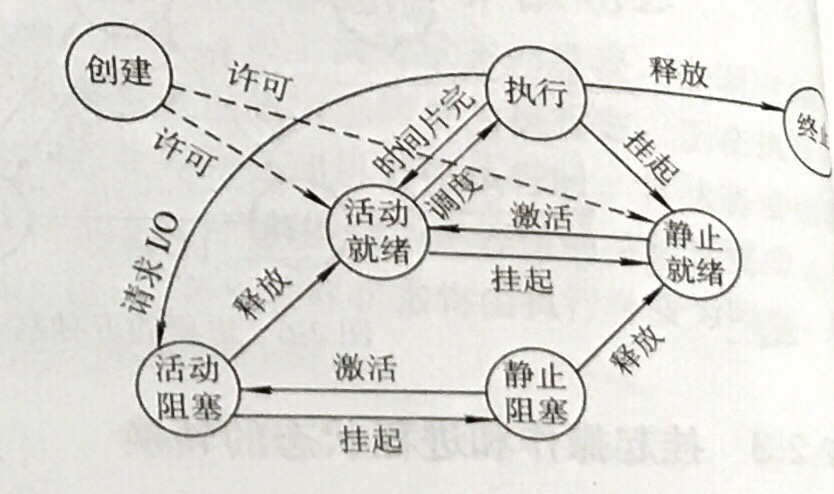 创建
许可
许可
执行
释放
终止
时间片完
调度
挂起
请求 I/O
活动
就绪
激活
挂起
静止
就绪
释放
释放
活动
阻塞
激活
挂起
静止
阻塞